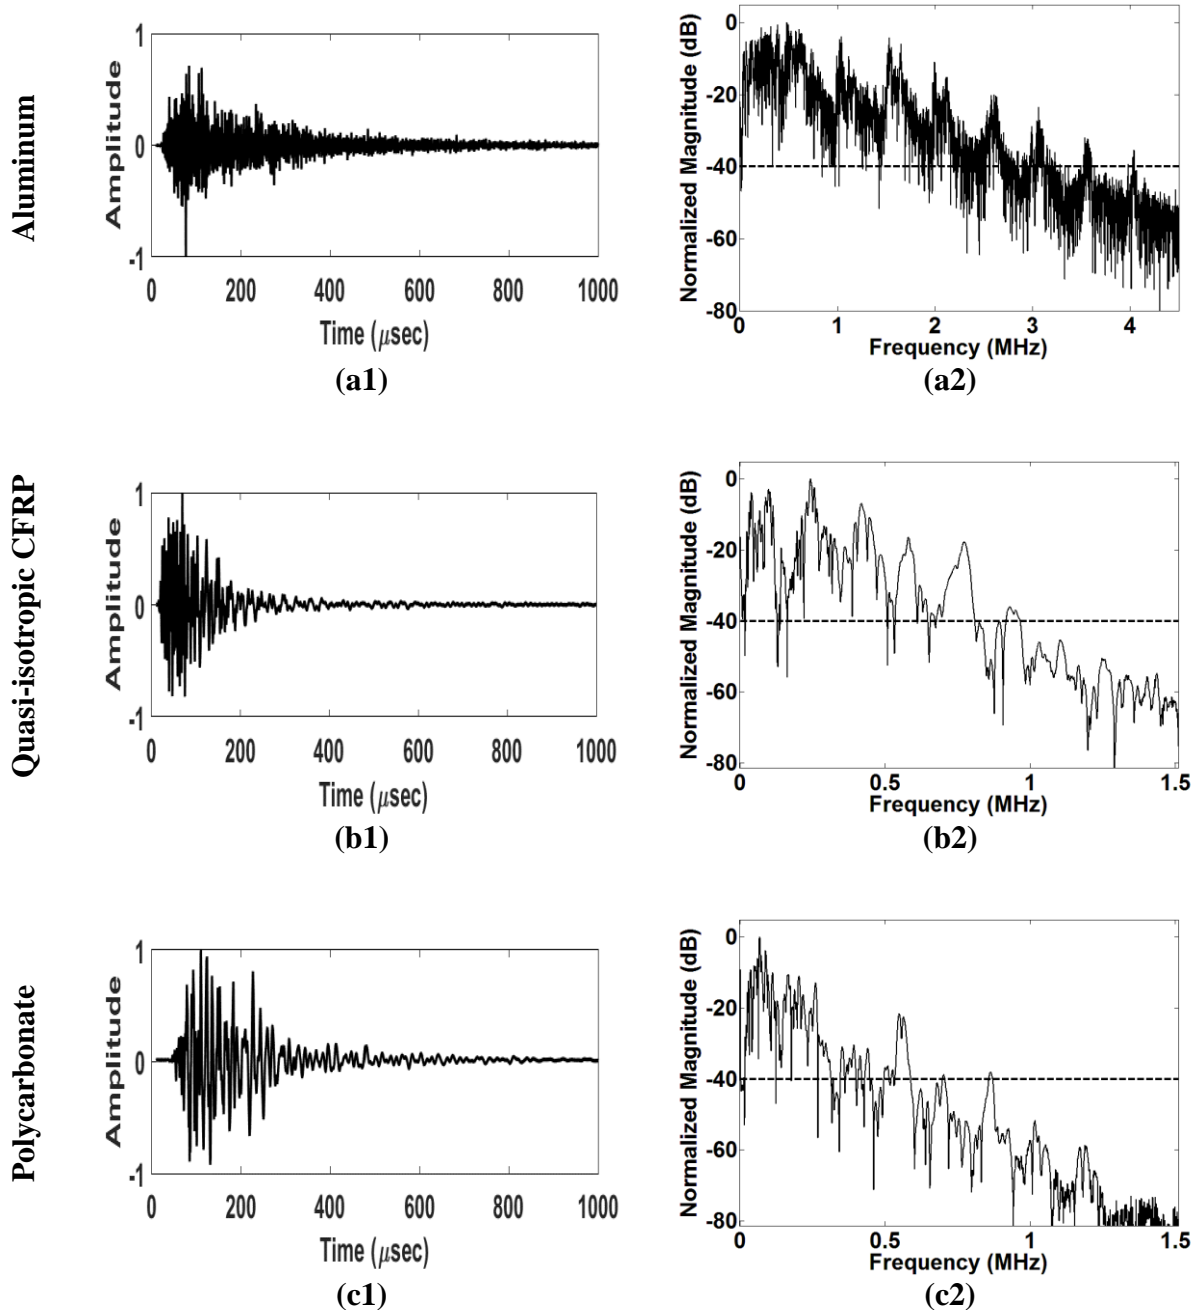 Aluminum
Amplitude
1
0
-1
0 200 400 600 800 1000
Time (μsec)
(a1)
Normalized Magnitude (dB)
0
-20
-40
-60
-80
0 1 2 3 4
Frequency (MHz)
(a2)
Quasi-isotropic CFRP
Amplitude
1
0
-1
0 200 400 600 800 1000
Time (μsec)
(b1)
Normalized Magnitude (dB)
0
-20
-40
-60
-80
0 0.5 1 1.5
Frequency (MHz)
(b2)
Polycarbonate
Amplitude
1
0
-1
0 200 400 600 800 1000
Time (μsec)
(c1)
Normalized Magnitude (dB)
0
-20
-40
-60
-80
0 0.5 1 1.5
Frequency (MHz)
(c2)